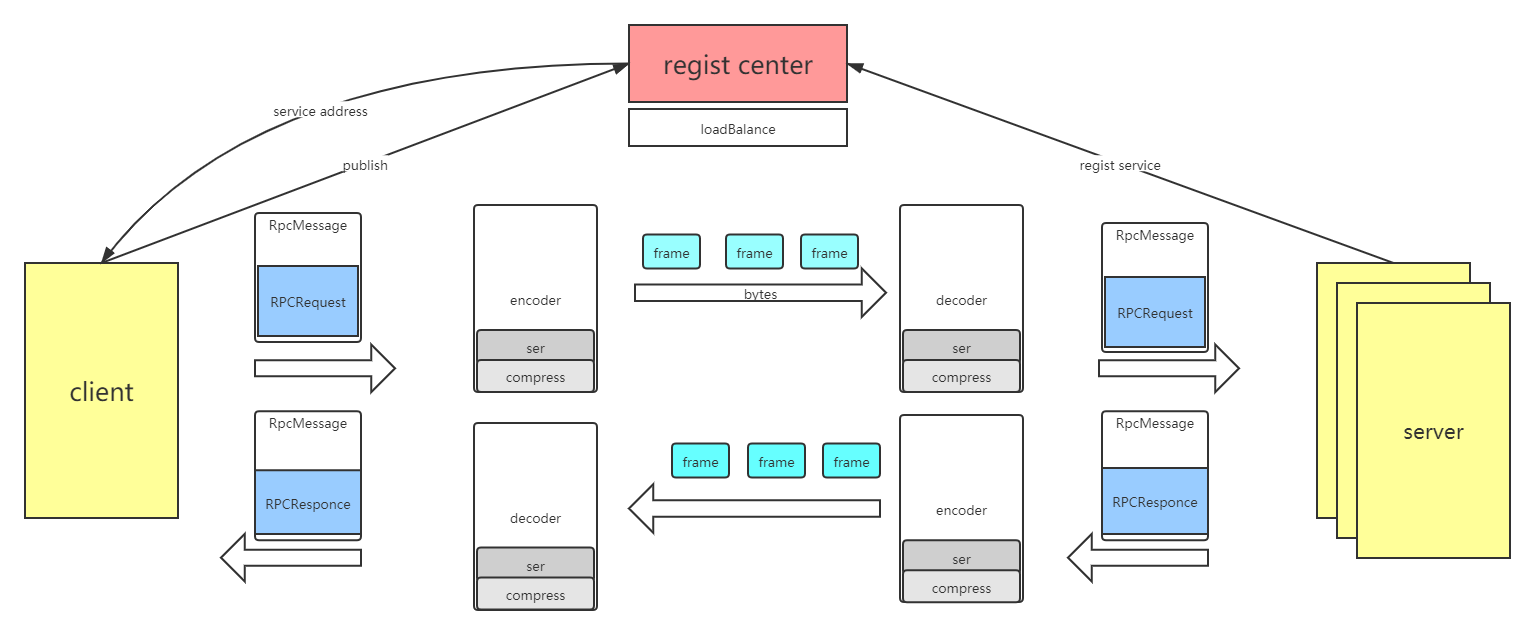 regist center
service address
loadBalance
publish
regist service
RpcMessage
RPCRequest
encoder
ser
compress
frame
frame
frame
bytes
decoder
ser
compress
RpcMessage
RPCRequest
client
server
RpcMessage
RPCResponce
decoder
ser
compress
frame
frame
frame
encoder
ser
compress
RpcMessage
RPCResponce